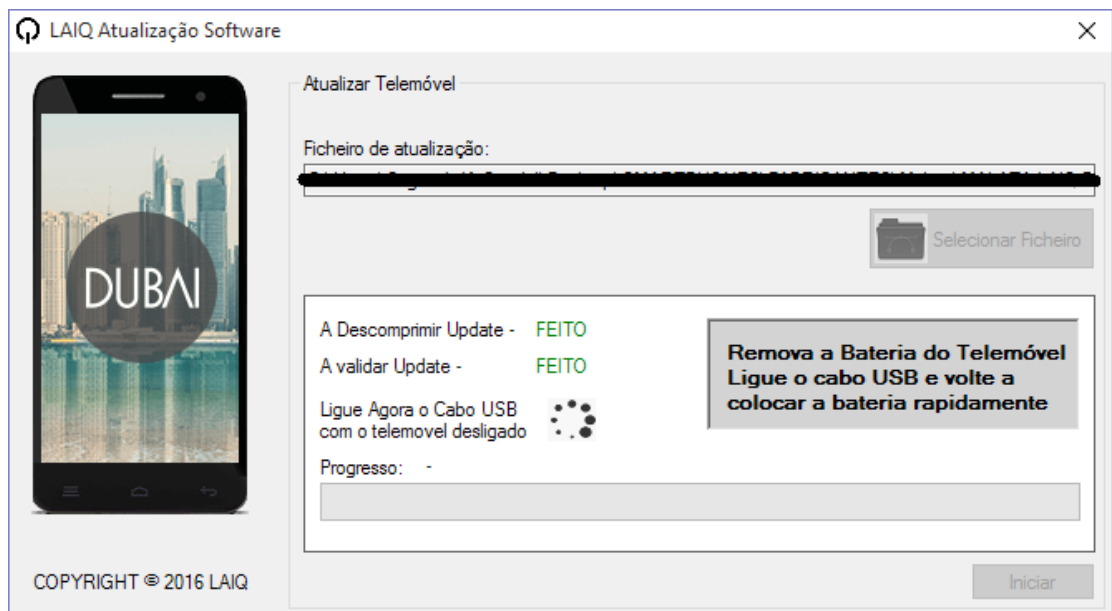 LAIQ Atualização Software
Atualizar Telemóvel
Ficheiro de atualização:
Selecionar Ficheiro
DUBAI
A Descomprimir Update - FEITO
A validar Update - FEITO
Ligue Agora o Cabo USB
com o telemovel desligado
Remova a Bateria do Telemóvel
Ligue o cabo USB e volte a
colocar a bateria rapidamente
Progresso: -
COPYRIGHT © 2016 LAIQ
Iniciar